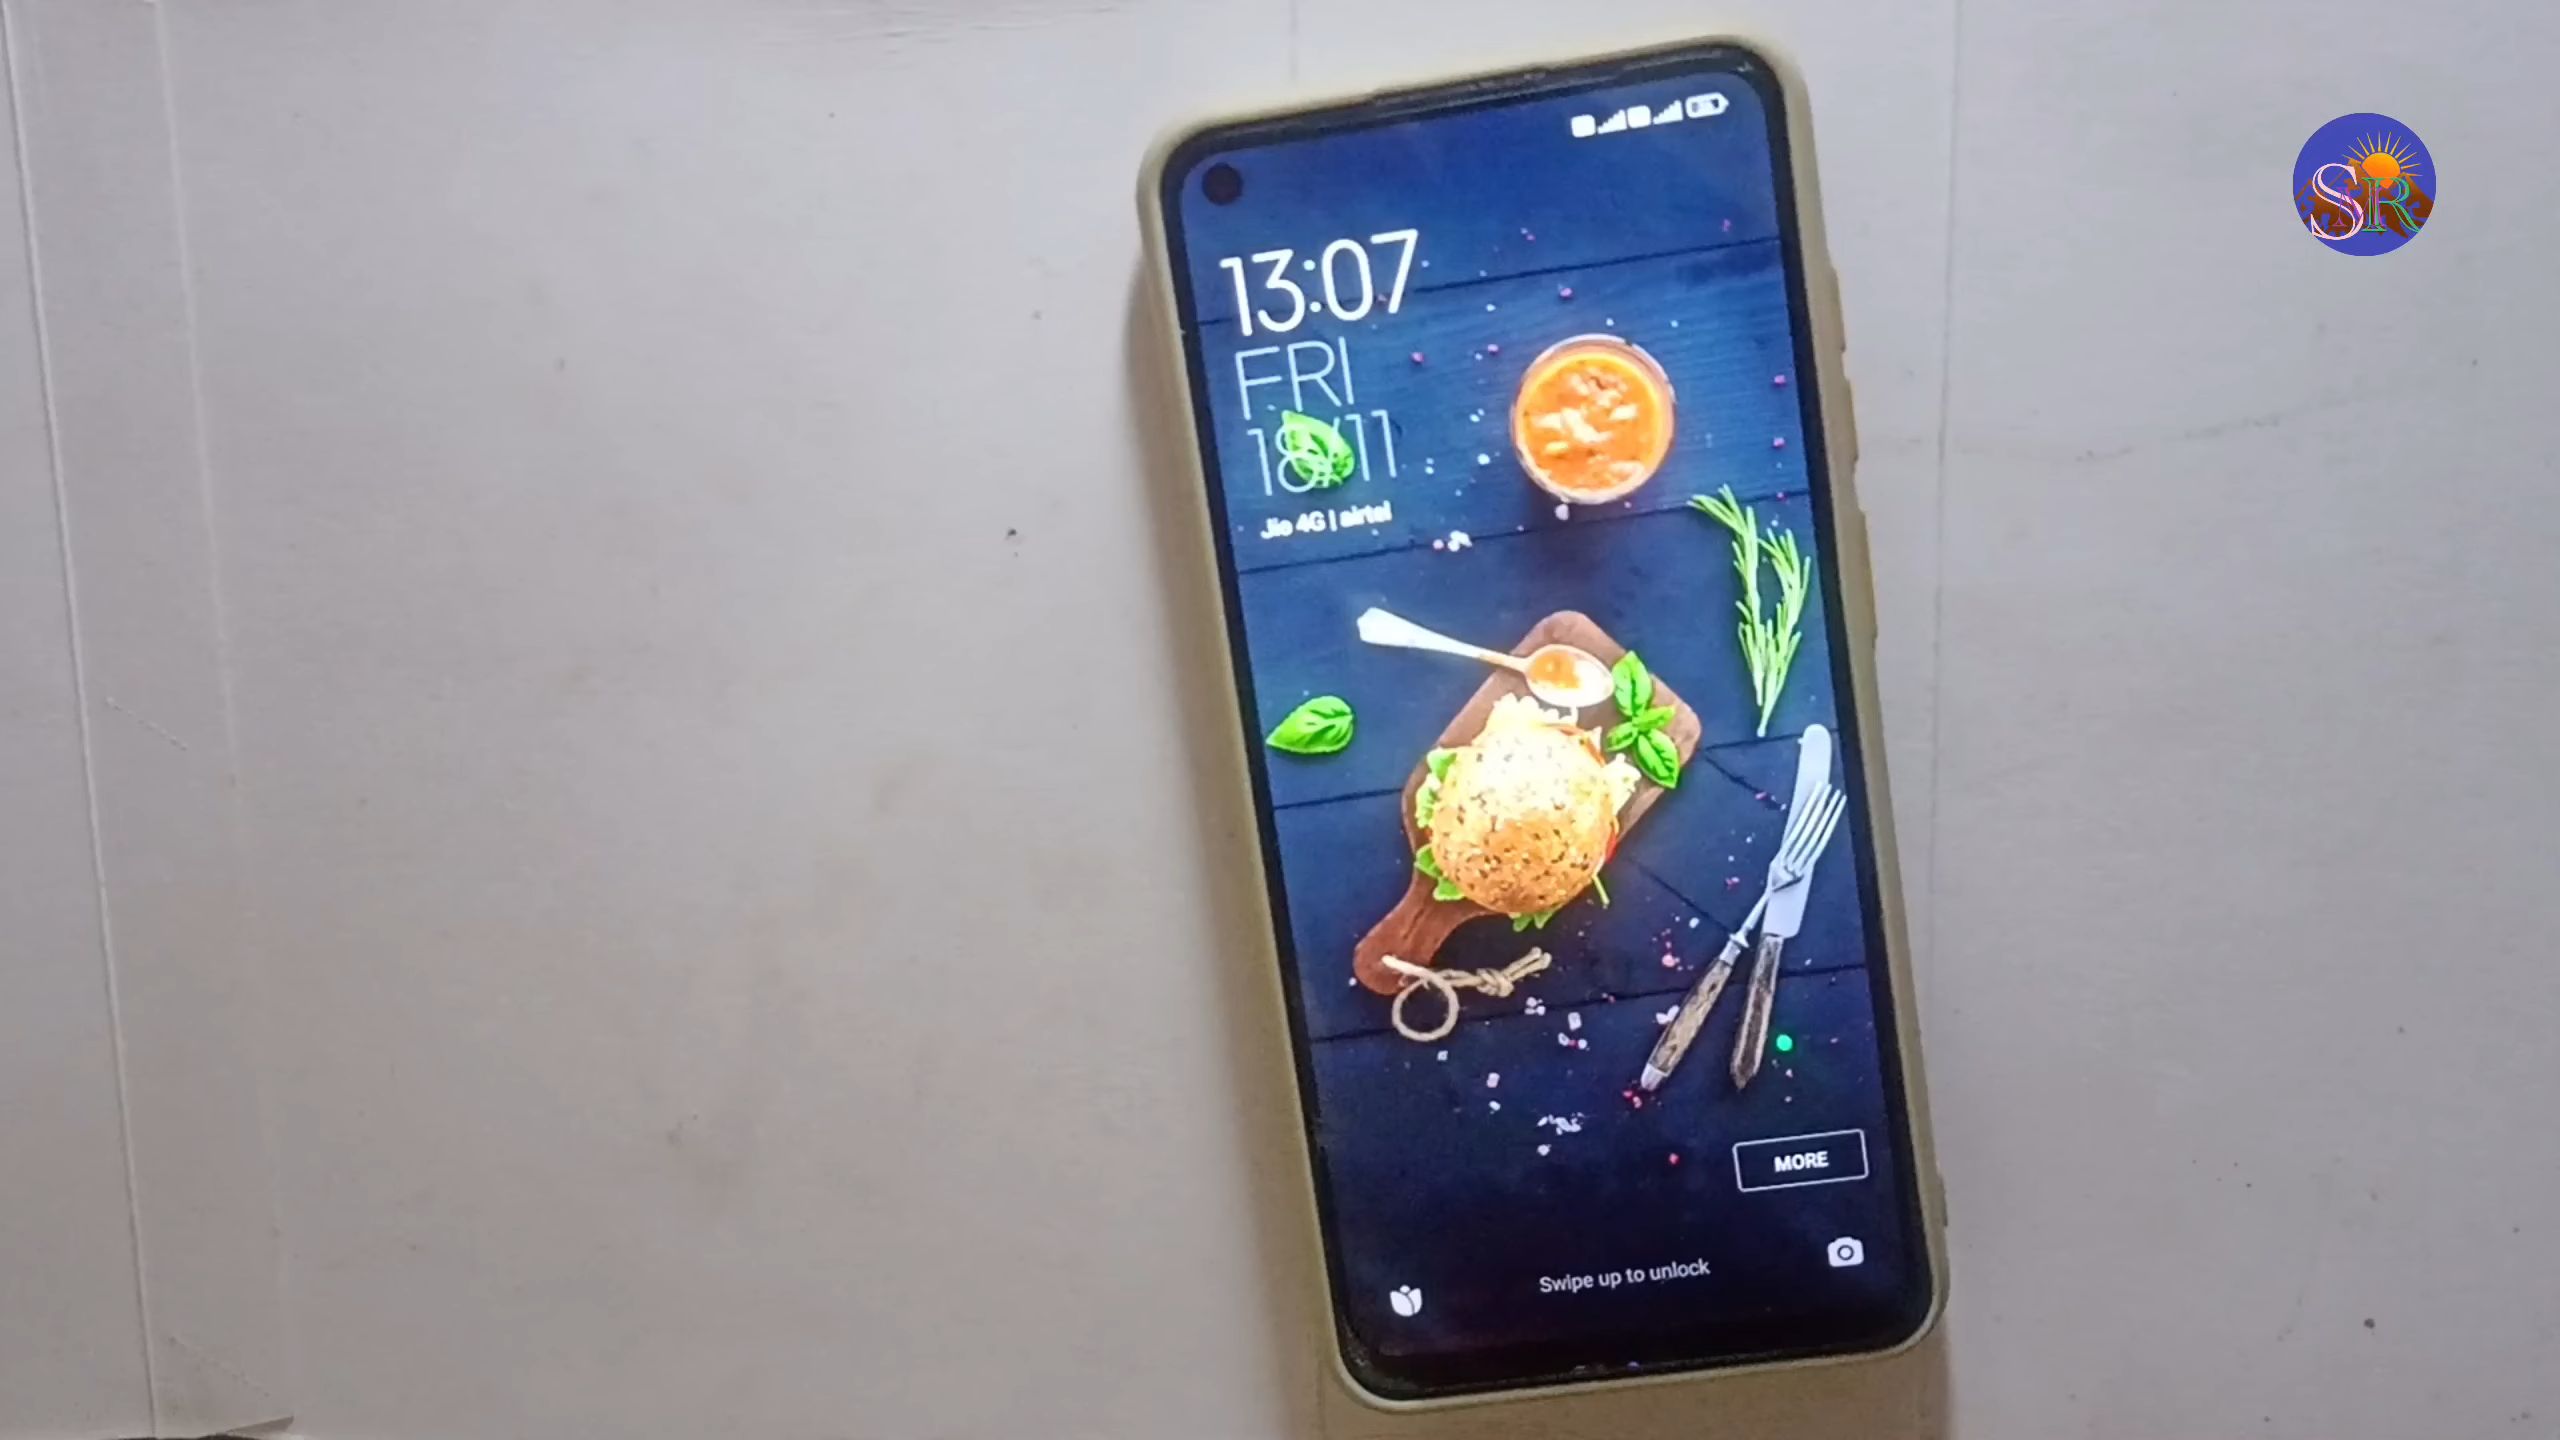 13:07
FRI
18/11
Jio 4G | airtel
MORE
Swipe up to unlock
SR